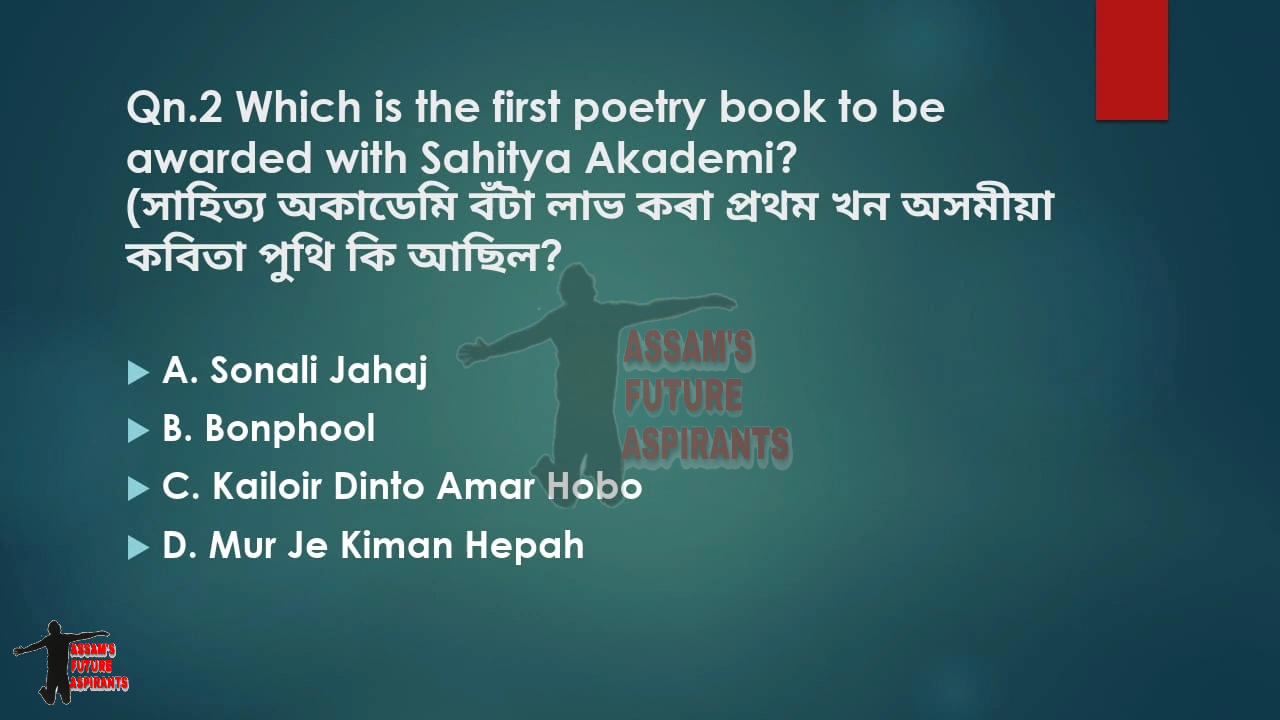 Qn.2 Which is the first poetry book to be
awarded with Sahitya Akademi?
(সাহিত্য অকাডেমি বঁটা লাভ কৰা প্ৰথম খন অসমীয়া
কবিতা পুথি কি আছিল?
A. Sonali Jahaj
B. Bonphool
C. Kailoir Dinto Amar Hobo
D. Mur Je Kiman Hepah
ASSAM'S
FUTURE
ASPIRANTS
ASSAM'S
FUTURE
ASPIRANTS